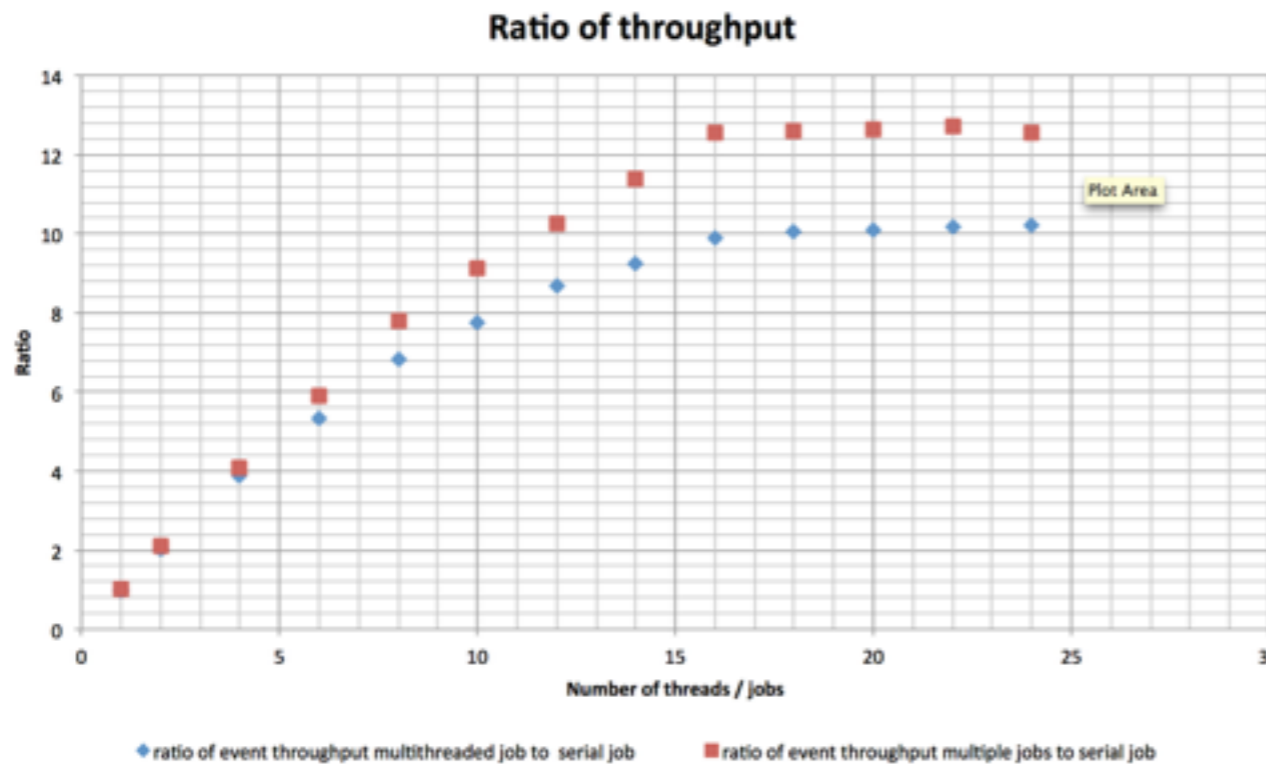 Ratio of throughput
14
12
10
8
6
4
2
0
Ratio
Plot Area
0 5 10 15 20 25 3
Number of threads / jobs
ratio of event throughput multithreaded job to serial job ratio of event throughput multiple jobs to serial job